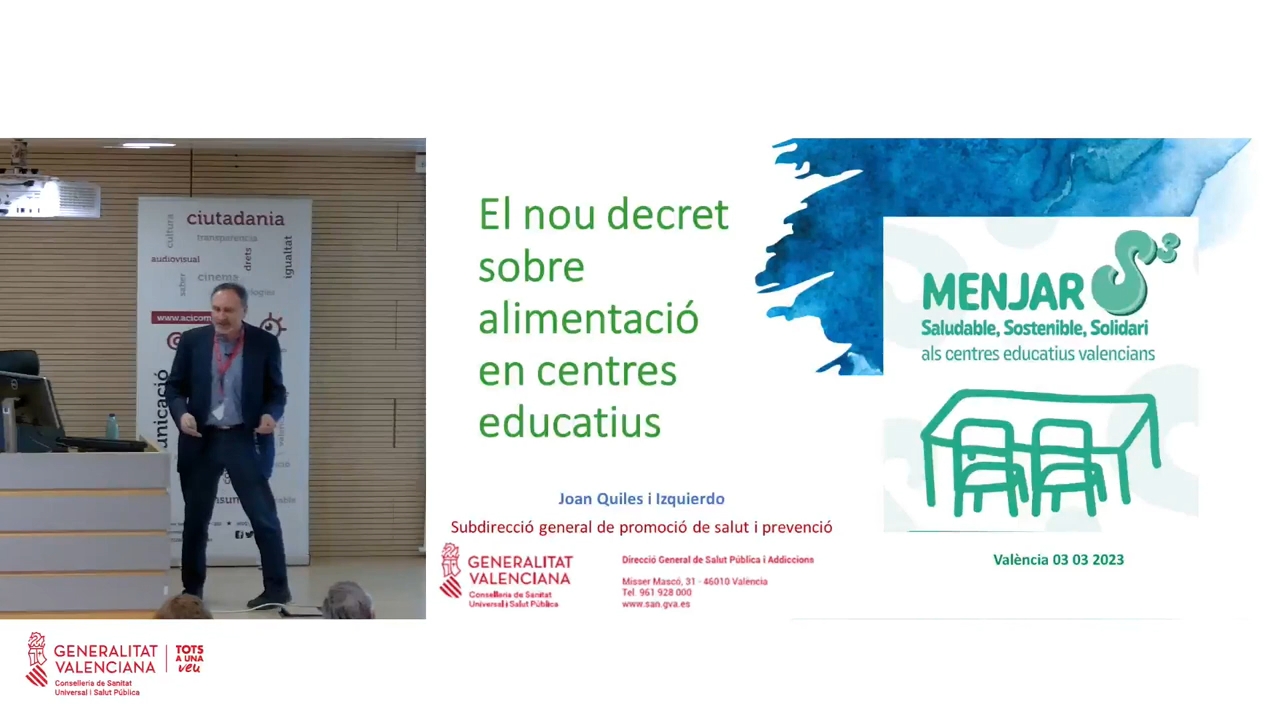 ciutadania
cultura
transparencia
audiovisual
drets
igualtat
saber
cinema
www.acicom
El nou decret
sobre
alimentació
en centres
educatius
Joan Quiles i Izquierdo
Subdirecció general de promoció de salut i prevenció
GENERALITAT
VALENCIANA
Conselleria de Sanitat
Universal i Salut Pública
Direcció General de Salut Pública i Addiccions
Misser Mascó, 31 - 46010 València
Tel. 961 928 000
www.san.gva.es
MENJAR S3
Saludable, Sostenible, Solidari
als centres educatius valencians
València 03 03 2023
GENERALITAT
VALENCIANA
Conselleria de Sanitat
Universal i Salut Pública
TOTS
A UNA
veu